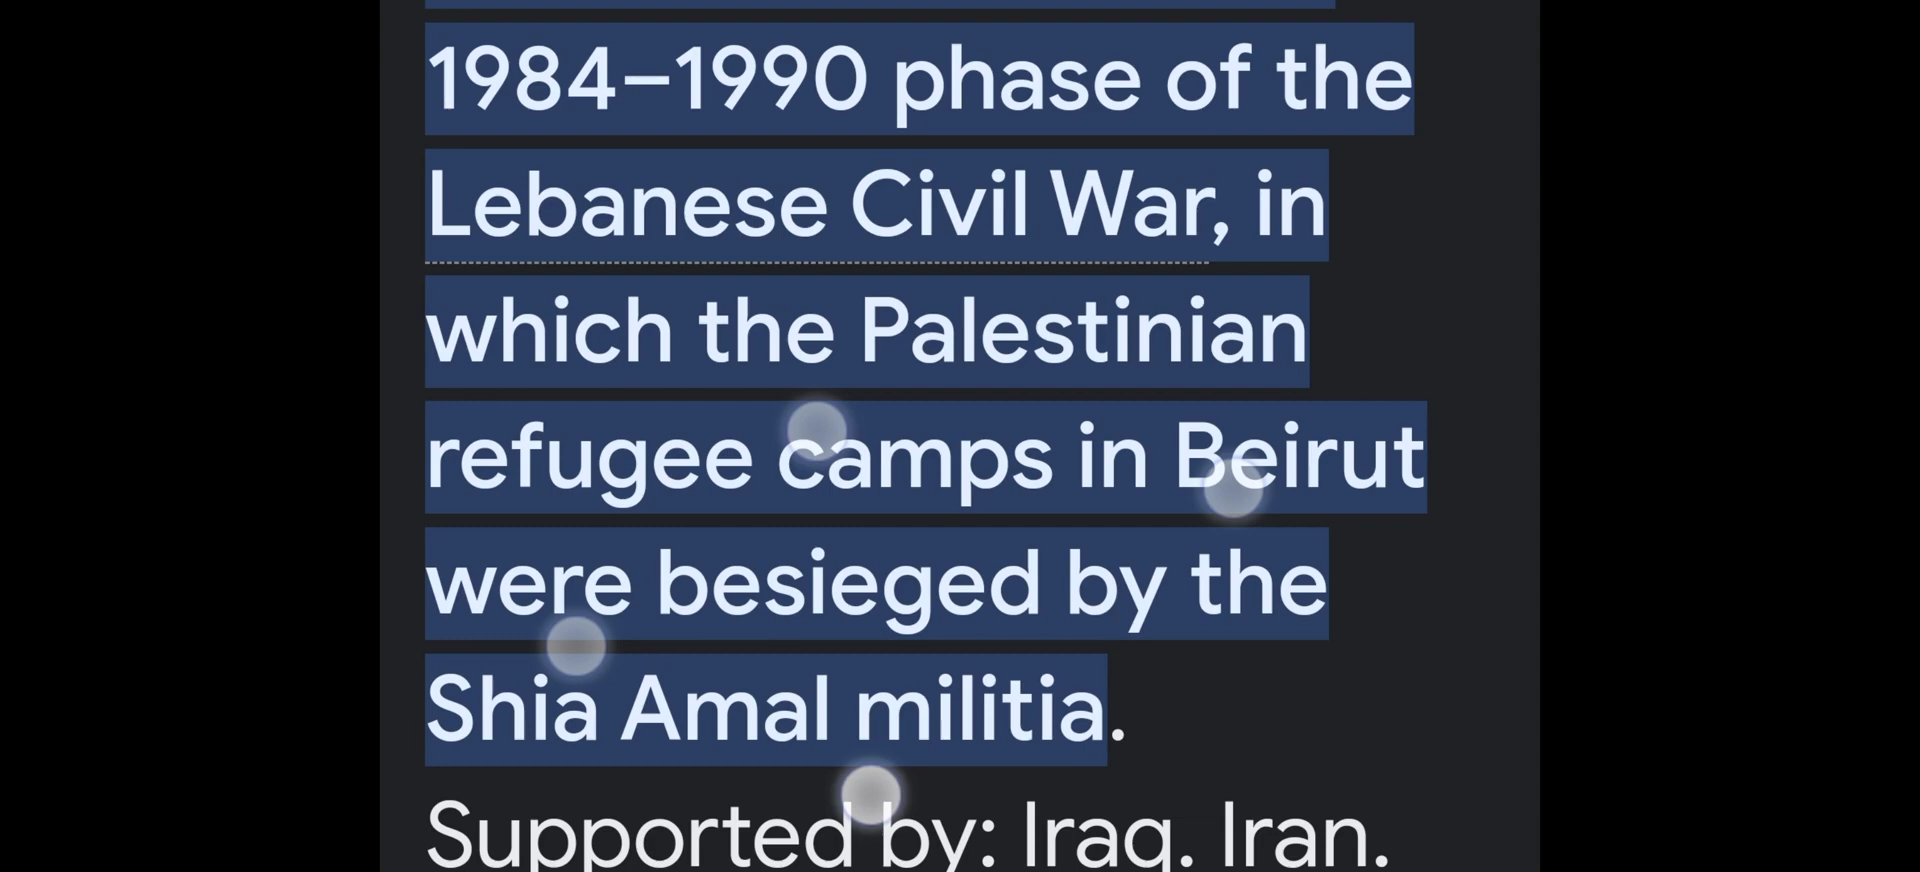 1984–1990 phase of the
Lebanese Civil War, in
which the Palestinian
refugee camps in Beirut
were besieged by the
Shia Amal militia.
Supported by: Iraq. Iran.